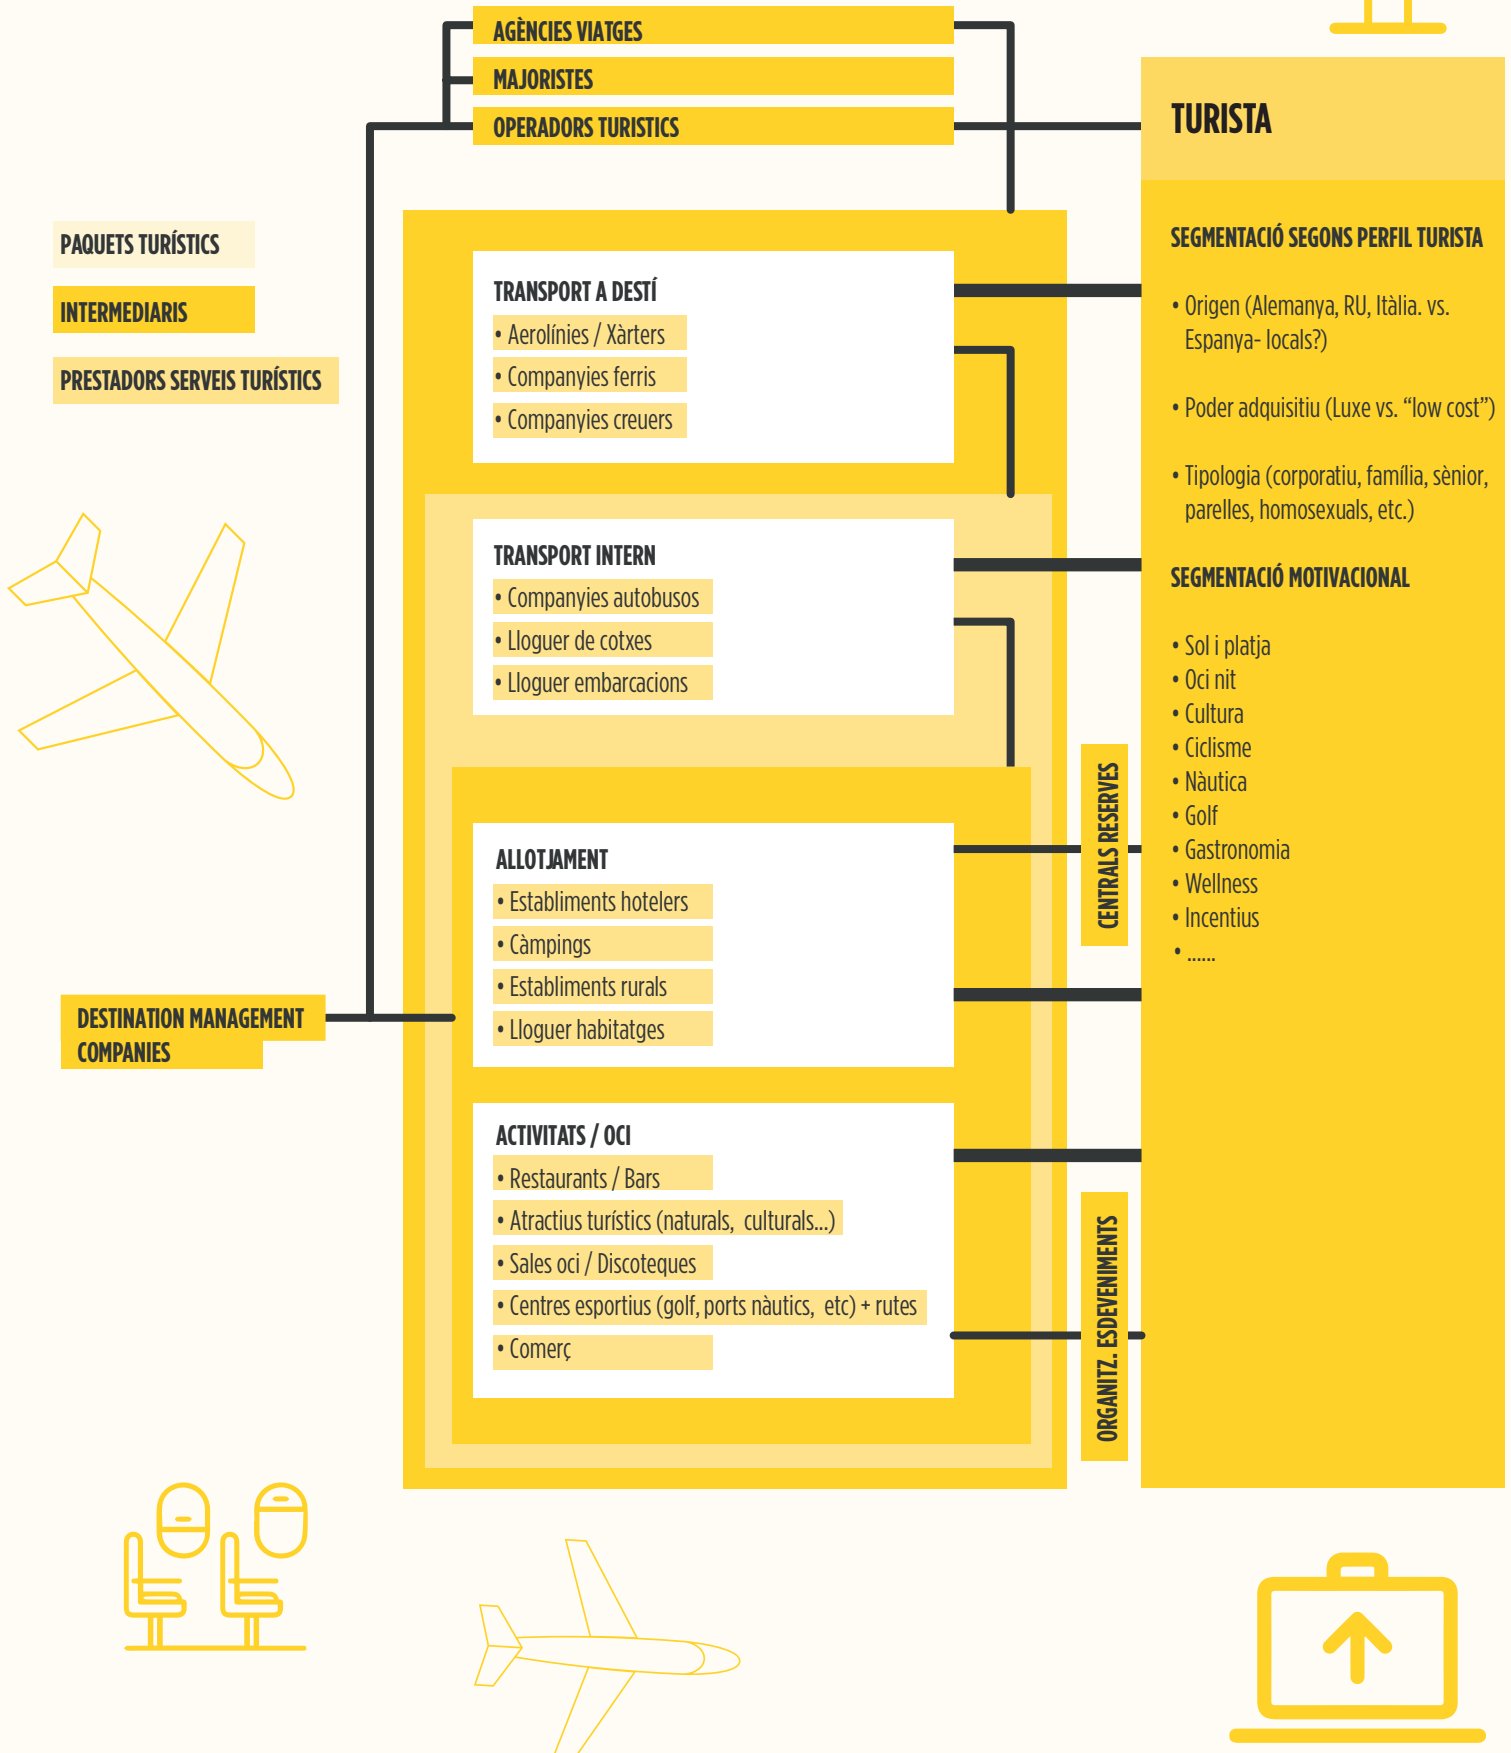 AGÈNCIES VIATGES
MAJORISTES
OPERADORS TURISTICS
PAQUETS TURÍSTICS
INTERMEDIARIS
PRESTADORS SERVEIS TURÍSTICS
TRANSPORT A DESTÍ
• Aerolínies / Xàrters
• Companyies ferris
• Companyies creuers
TRANSPORT INTERN
• Companyies autobusos
• Lloguer de cotxes
• Lloguer embarcacions
ALLOTJAMENT
• Establiments hotelers
• Càmpings
• Establiments rurals
• Lloguer habitatges
DESTINATION MANAGEMENT
COMPANIES
ACTIVITATS / OCI
• Restaurants / Bars
• Atractius turístics (naturals, culturals...)
• Sales oci / Discoteques
• Centres esportius (golf, ports nàutics, etc) + rutes
• Comerç
CENTRALS RESERVES
ORGANITZ. ESDEVENIMENTS
TURISTA
SEGMENTACIÓ SEGONS PERFIL TURISTA
• Origen (Alemanya, RU, Itàlia. vs.
Espanya- locals?)
• Poder adquisitiu (Luxe vs. “low cost”)
• Tipologia (corporatiu, família, sènior,
parelles, homosexuals, etc.)
SEGMENTACIÓ MOTIVACIONAL
• Sol i platja
• Oci nit
• Cultura
• Ciclisme
• Nàutica
• Golf
• Gastronomia
• Wellness
• Incentius
• ......